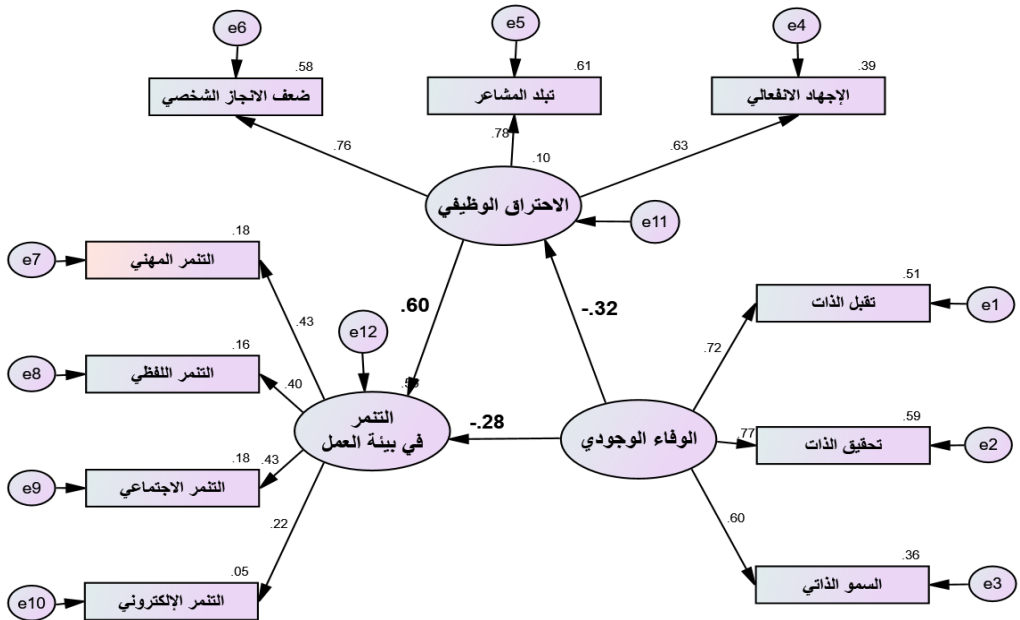 e6
e5
e4
.58
.61
.39
ضعف الانجاز الشخصي
تبلد المشاعر
الإجهاد الانفعالي
.76
.78
.63
.10
الاحتراق الوظيفي
e11
.18
e7
التنمر المهني
.60
-.32
.51
تقبل الذات
e1
.43
e12
.72
.16
e8
التنمر اللفظي
.40
التنمر
في بيئة العمل
-.28
الوفاء الوجودي
.77
.59
تحقيق الذات
e2
.18
.43
e9
التنمر الاجتماعي
.22
.60
.36
السمو الذاتي
e3
.05
e10
التنمر الإلكتروني